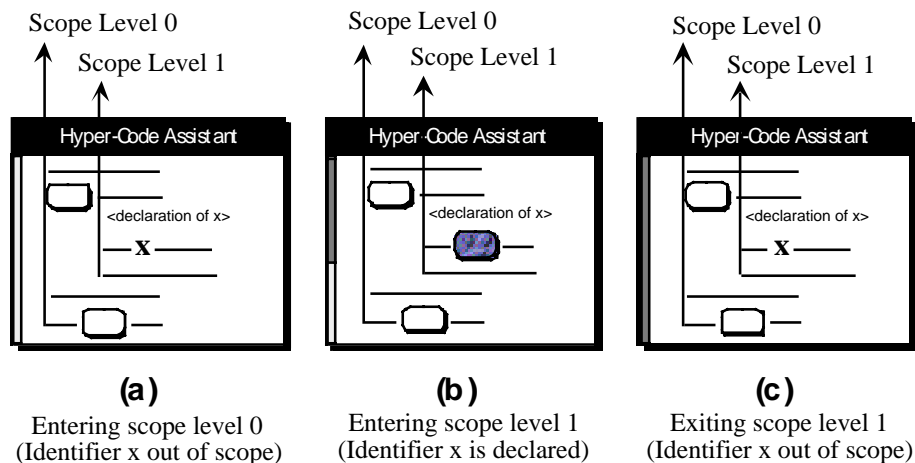 Scope Level 0
Scope Level 1
Hyper-Code Assistant
<declaration of x>
x
(a)
Entering scope level 0
(Identifier x out of scope)
Scope Level 0
Scope Level 1
Hyper-Code Assistant
<declaration of x>
(b)
Entering scope level 1
(Identifier x is declared)
Scope Level 0
Scope Level 1
Hyper-Code Assistant
<declaration of x>
x
(c)
Exiting scope level 1
(Identifier x out of scope)